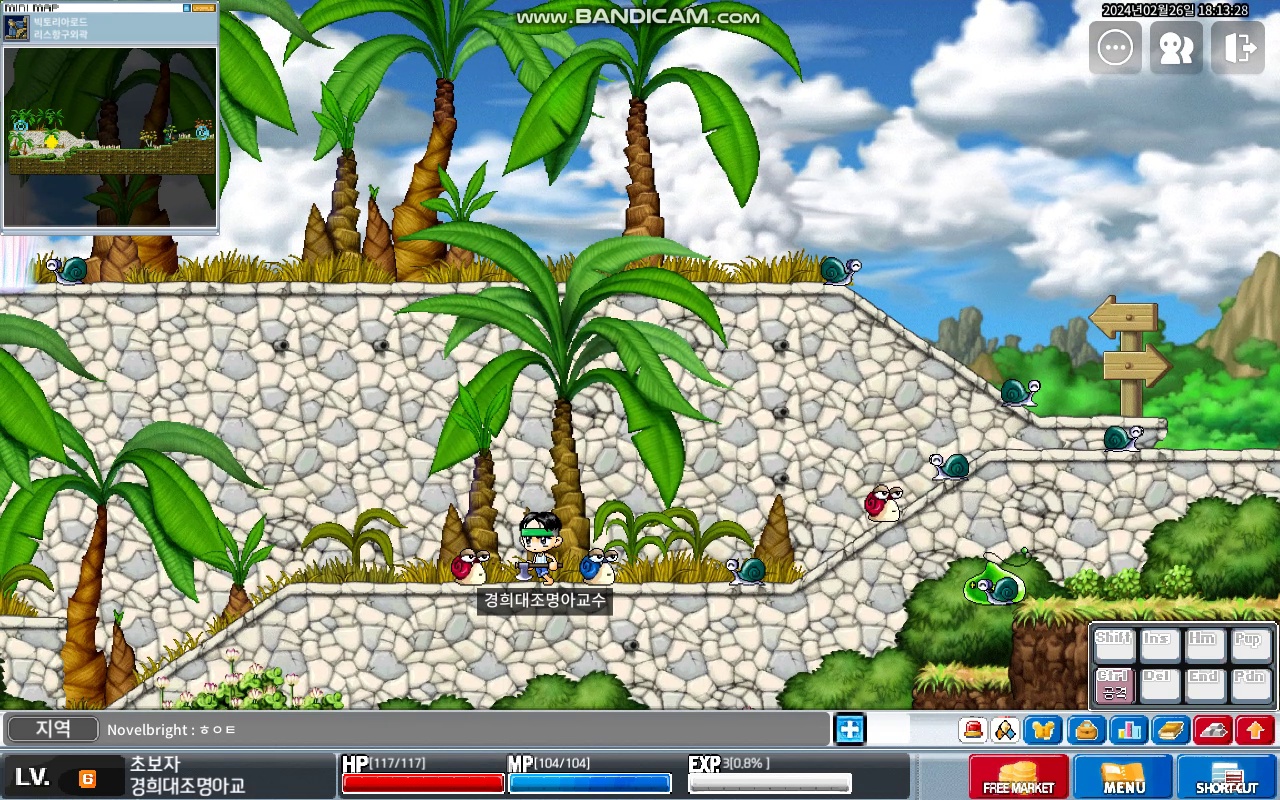 MINI MAP
빅토리아로드
리스항구외곽
www.BANDICAM.com
2024년02월26일 18:13:28
경희대조명아교수
Shift Ins Hm Pup
Ctrl Del End Pdn
공격
지역 Novelbright : ㅎㅇㅌ
LV. 6 초보자
경희대조명아교
HP[117/117] MP[104/104] EXP. 3[0.8% ]
FREE MARKET MENU SHORTCUT